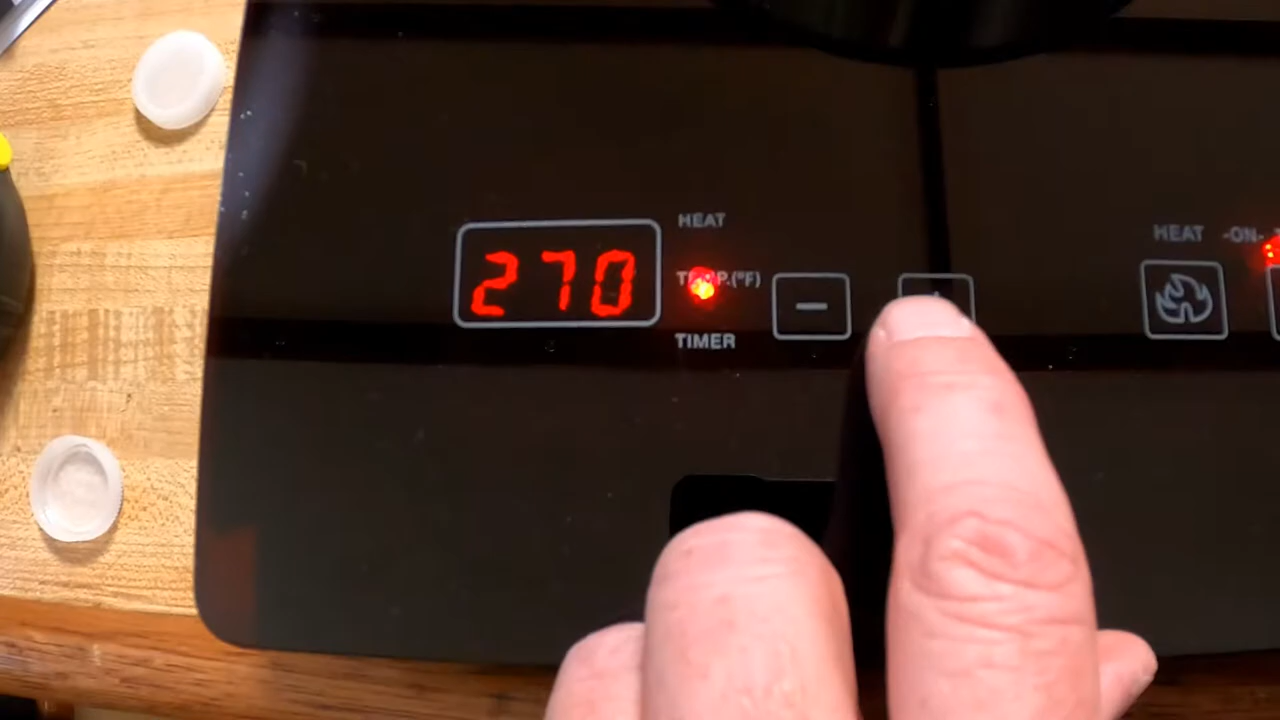 HEAT
270
TEMP.(°F)
TIMER
−
HEAT -ON-